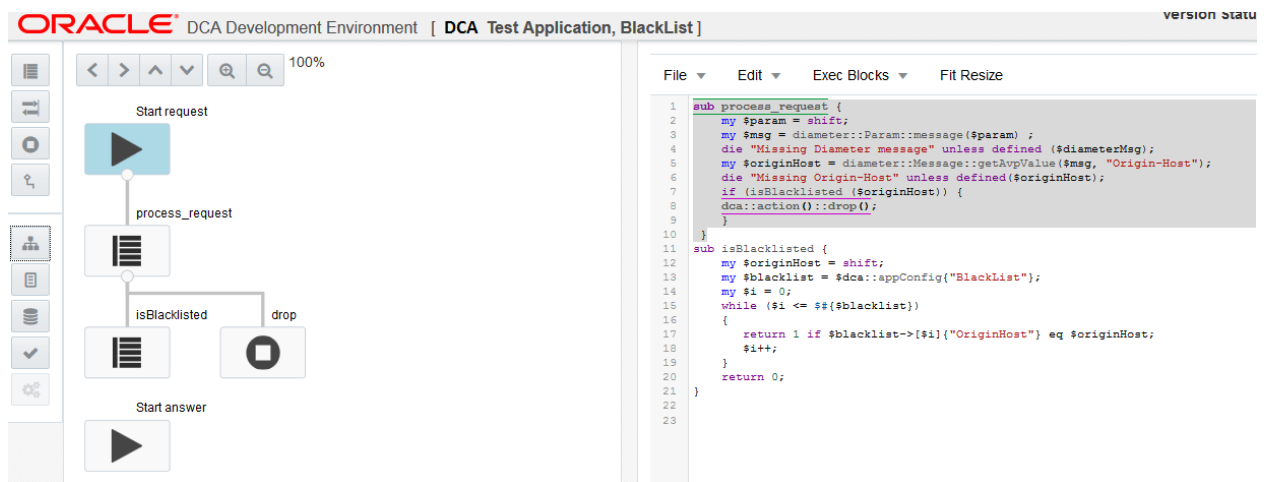 ORACLE® DCA Development Environment [ DCA Test Application, BlackList ]
Version Statu
100%
Start request
process_request
isBlacklisted drop
Start answer
File Edit Exec Blocks Fit Resize
1 sub process_request {
2 my $param = shift;
3 my $msg = diameter::Param::message($param) ;
4 die "Missing Diameter message" unless defined ($diameterMsg);
5 my $originHost = diameter::Message::getAvpValue($msg, "Origin-Host");
6 die "Missing Origin-Host" unless defined($originHost);
7 if (isBlacklisted ($originHost)) {
8 dca::action()::drop();
9 }
10 }
11 sub isBlacklisted {
12 my $originHost = shift;
13 my $blacklist = $dca::appConfig{"BlackList"};
14 my $i = 0;
15 while ($i <= $#{$blacklist})
16 {
17 return 1 if $blacklist->[$i]{"OriginHost"} eq $originHost;
18 $i++;
19 }
20 return 0;
21 }
22
23